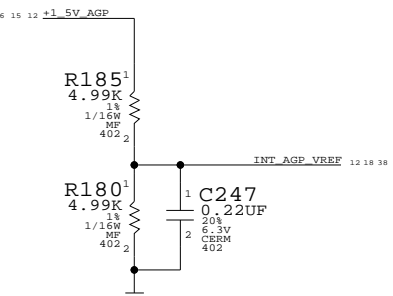 6 15 12 +1_5V_AGP
R185 1
4.99K
1%
1/16W
MF
402 2
INT_AGP_VREF 12 18 38
R180 1
4.99K
1%
1/16W
MF
402 2
1 C247
0.22UF
20%
2 6.3V
CERM
402